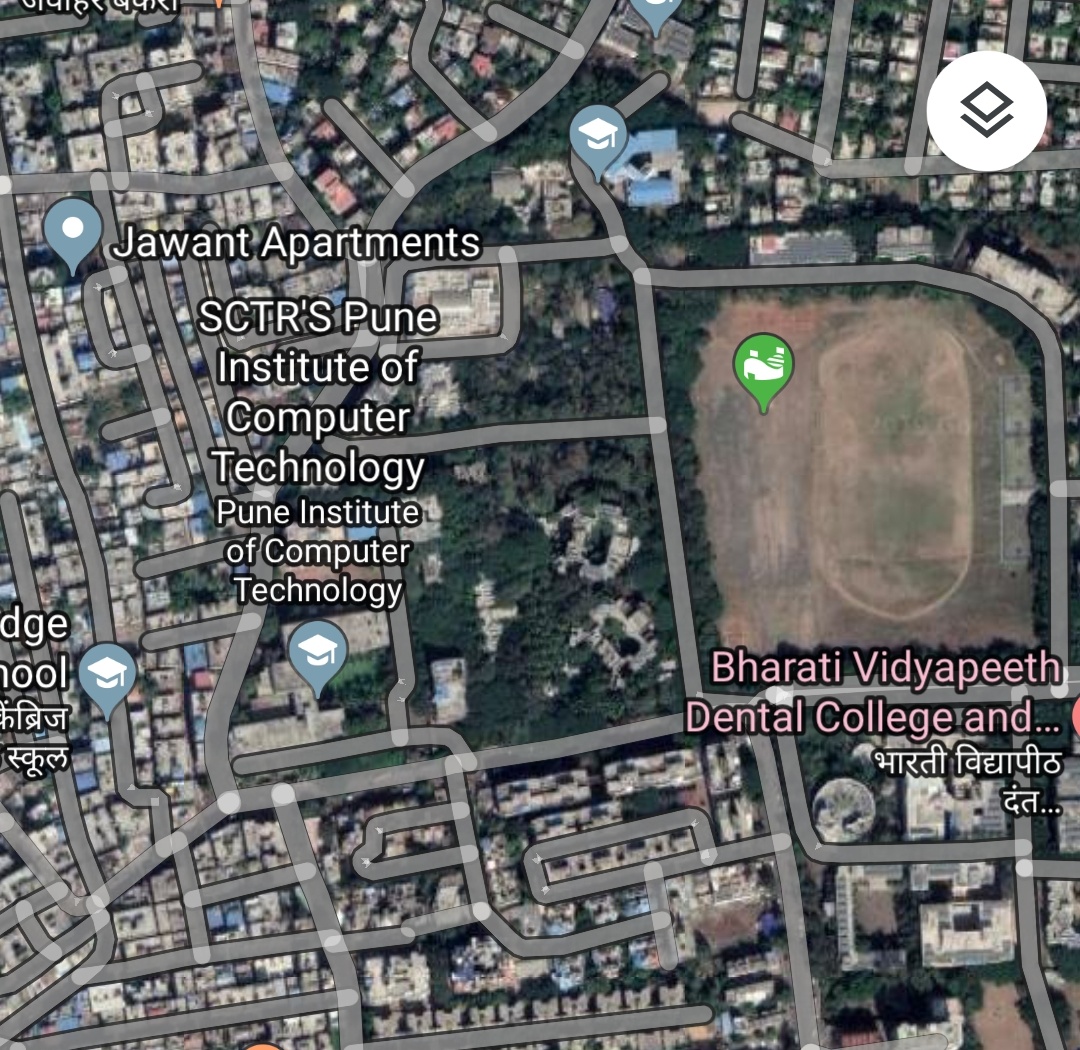 Jawant Apartments
SCTR'S Pune
Institute of
Computer
Technology
Pune Institute
of Computer
Technology
dge
hool
केंब्रिज
स्कूल
Bharati Vidyapeeth
Dental College and...
भारती विद्यापीठ
दंत...